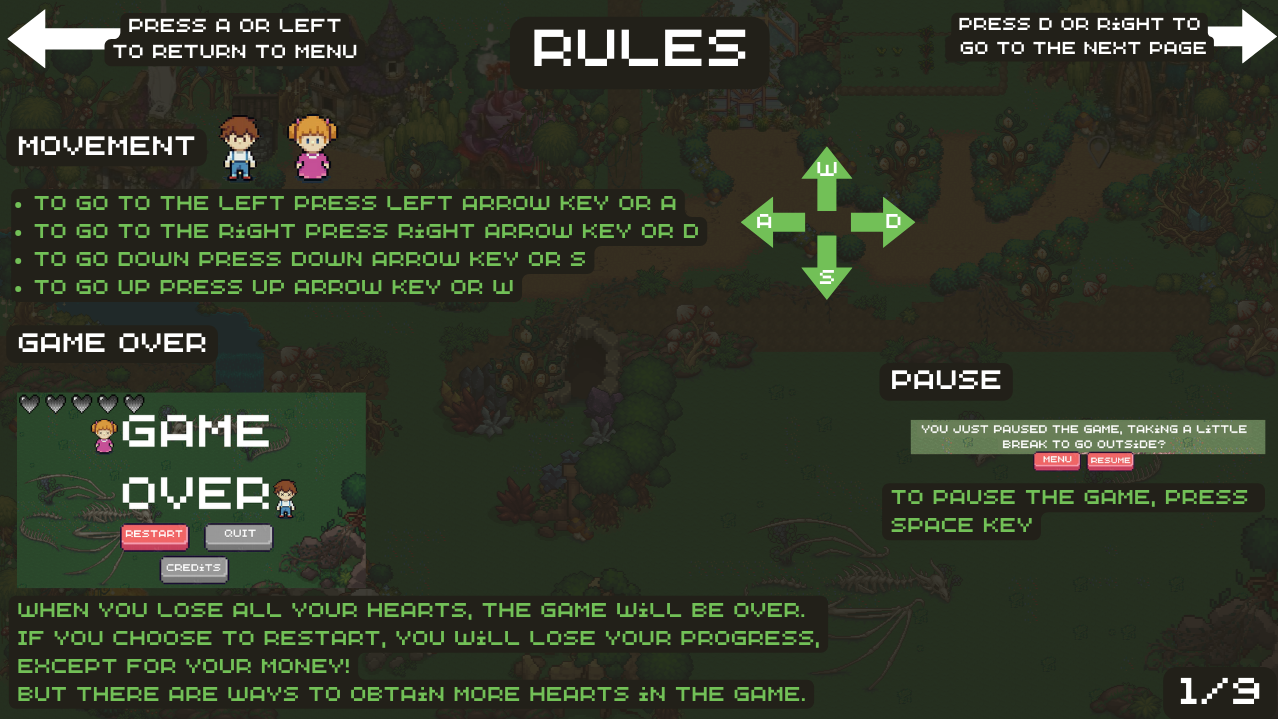 PRESS A OR LEFT
TO RETURN TO MENU
RULES
PRESS D OR RiGHT TO
GO TO THE NEXT PAGE
MOVEMENT
• TO GO TO THE LEFT PRESS LEFT ARROW KEY OR A
• TO GO TO THE RiGHT PRESS RiGHT ARROW KEY OR D
• TO GO DOWN PRESS DOWN ARROW KEY OR S
• TO GO UP PRESS UP ARROW KEY OR W
W
A
D
S
GAME OVER
GAME
OVER
RESTART
QUIT
CREDiTS
PAUSE
YOU JUST PAUSED THE GAME, TAKiNG A LiTTLE
BREAK TO GO OUTSiDE?
MENU
RESUME
TO PAUSE THE GAME, PRESS
SPACE KEY
WHEN YOU LOSE ALL YOUR HEARTS, THE GAME WiLL BE OVER.
IF YOU CHOOSE TO RESTART, YOU WiLL LOSE YOUR PROGRESS,
EXCEPT FOR YOUR MONEY!
BUT THERE ARE WAYS TO OBTAiN MORE HEARTS iN THE GAME.
1/9